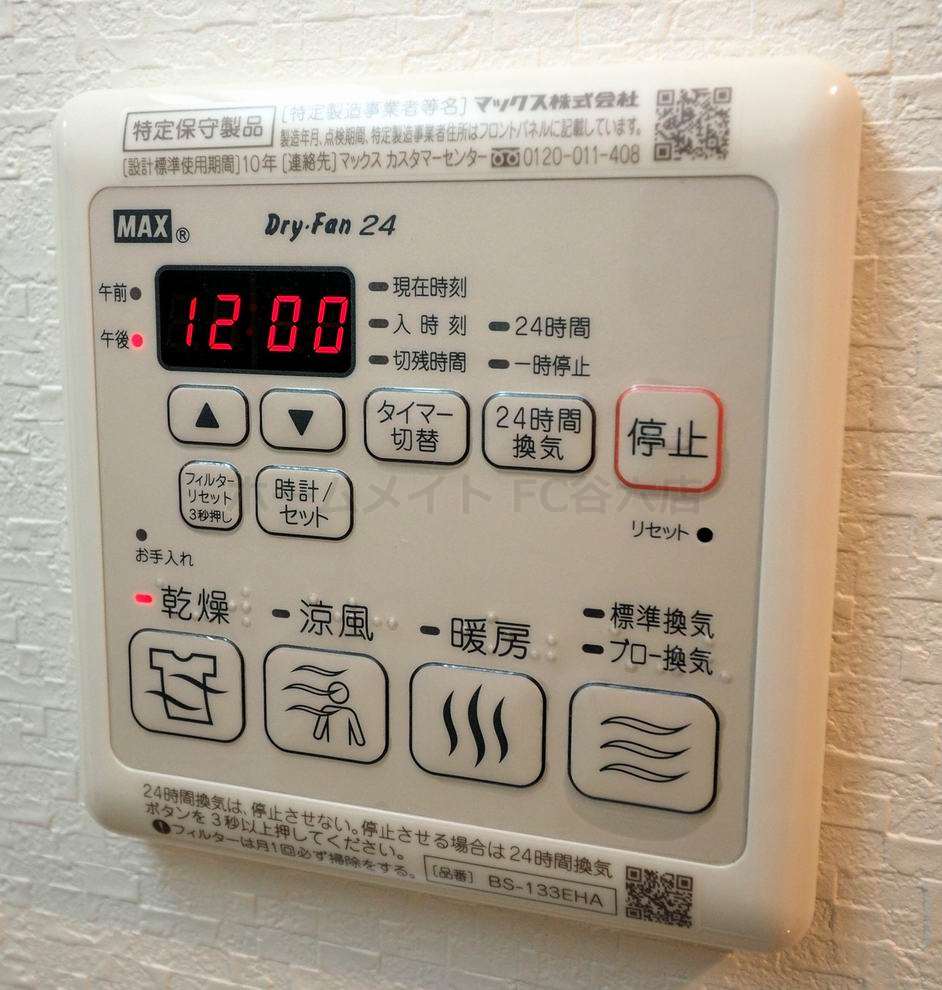 特定保守製品 [特定製造事業者等名] マックス株式会社
製造年月、点検期間、特定製造事業者住所はフロントパネルに記載しています。
[設計標準使用期間]10年 [連絡先]マックス カスタマーセンター 0120-011-408
MAX® Dry・Fan 24
午前
午後
12 00
現在時刻
入時刻
24時間
切残時間
一時停止
▲
▼
タイマー
切替
24時間
換気
停止
フィルター
リセット
3秒押し
時計/
セット
メイト FC
リセット
お手入れ
乾燥
涼風
暖房
標準換気
ブロー換気
24時間換気は、停止させない。停止させる場合は24時間換気
ボタンを3秒以上押してください。
フィルターは月1回必ず掃除をする。
[品番] BS-133EHA